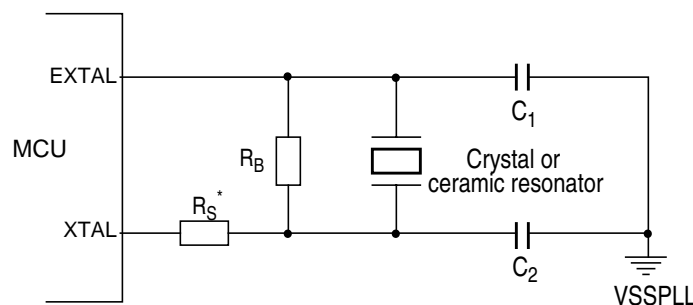 EXTAL
C1
MCU
RB
Crystal or
ceramic resonator
RS*
XTAL
C2
VSSPLL